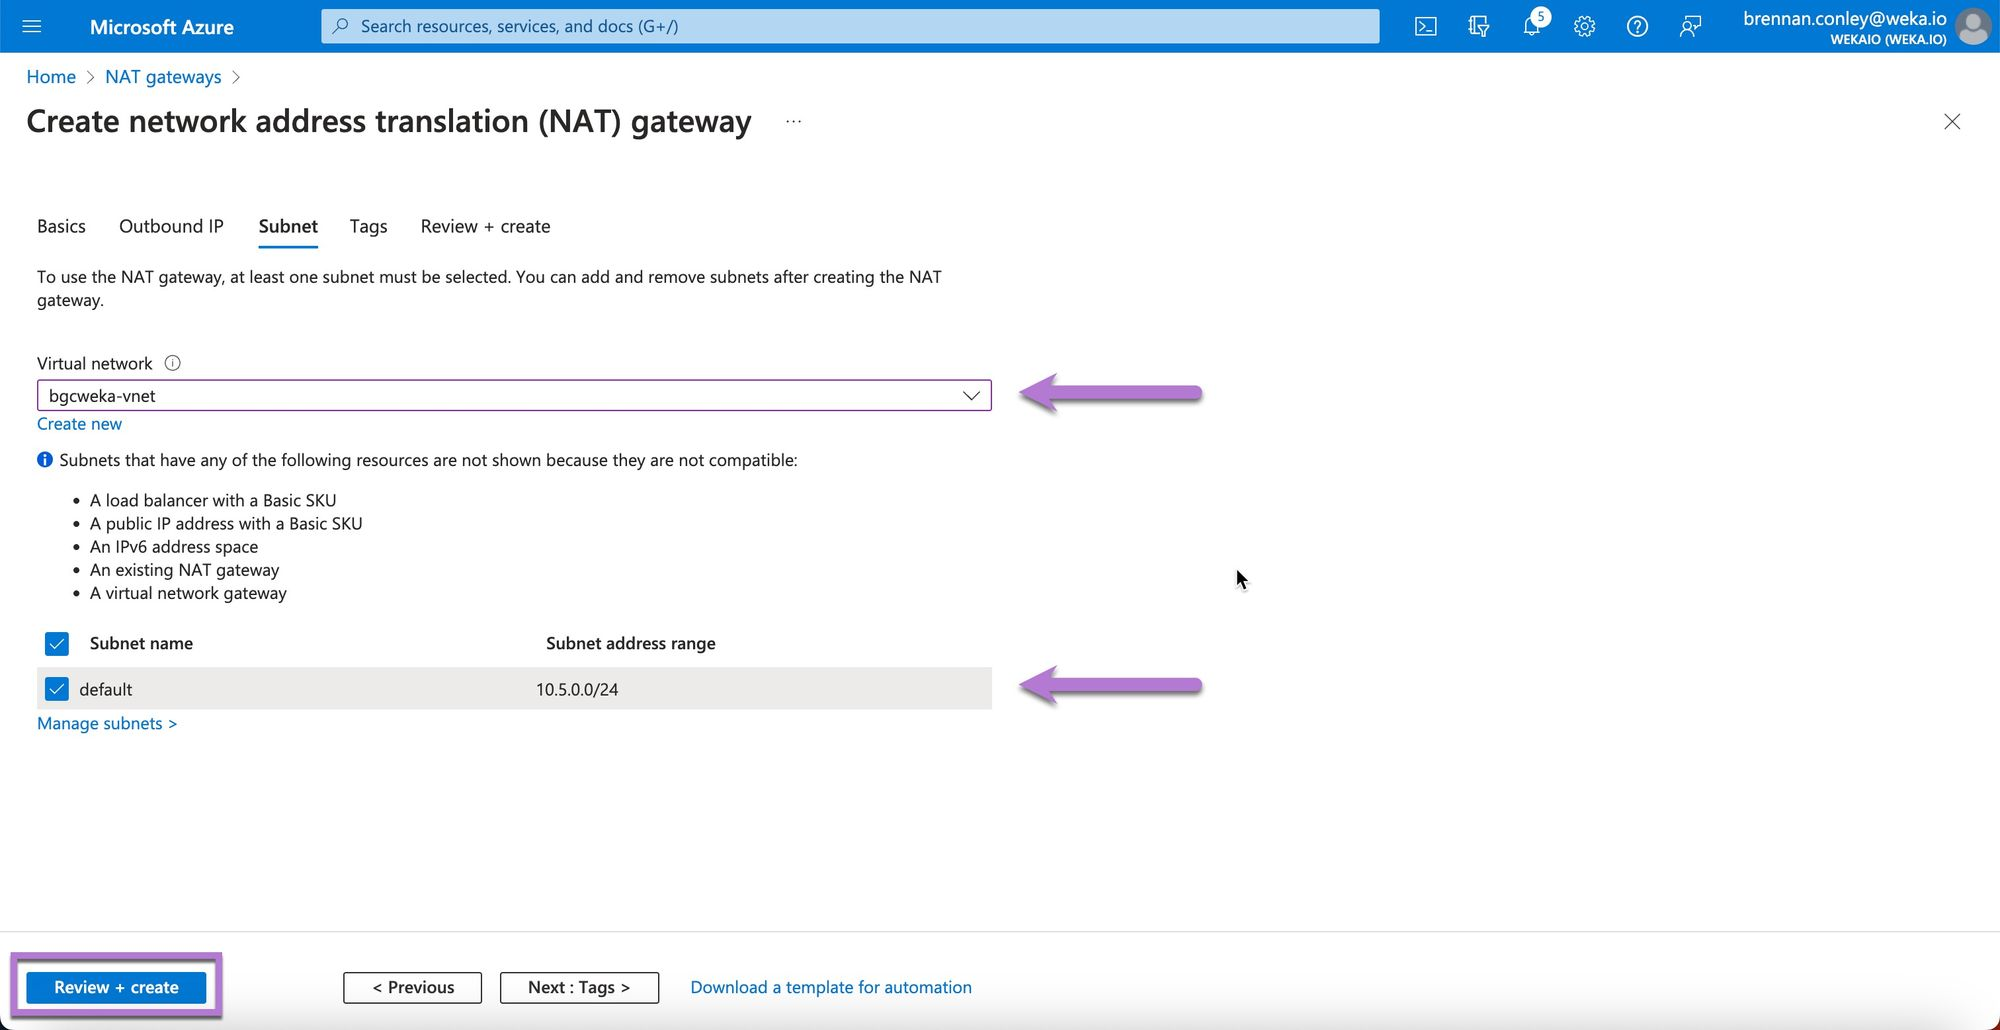 Microsoft Azure
Search resources, services, and docs (G+/)
5
brennan.conley@weka.io
WEKAIO (WEKA.IO)
Home > NAT gateways >
Create network address translation (NAT) gateway ...
Basics Outbound IP Subnet Tags Review + create
To use the NAT gateway, at least one subnet must be selected. You can add and remove subnets after creating the NAT
gateway.
Virtual network
bgcweka-vnet
Create new
Subnets that have any of the following resources are not shown because they are not compatible:
• A load balancer with a Basic SKU
• A public IP address with a Basic SKU
• An IPv6 address space
• An existing NAT gateway
• A virtual network gateway
Subnet name Subnet address range
default 10.5.0.0/24
Manage subnets >
Review + create < Previous Next : Tags > Download a template for automation